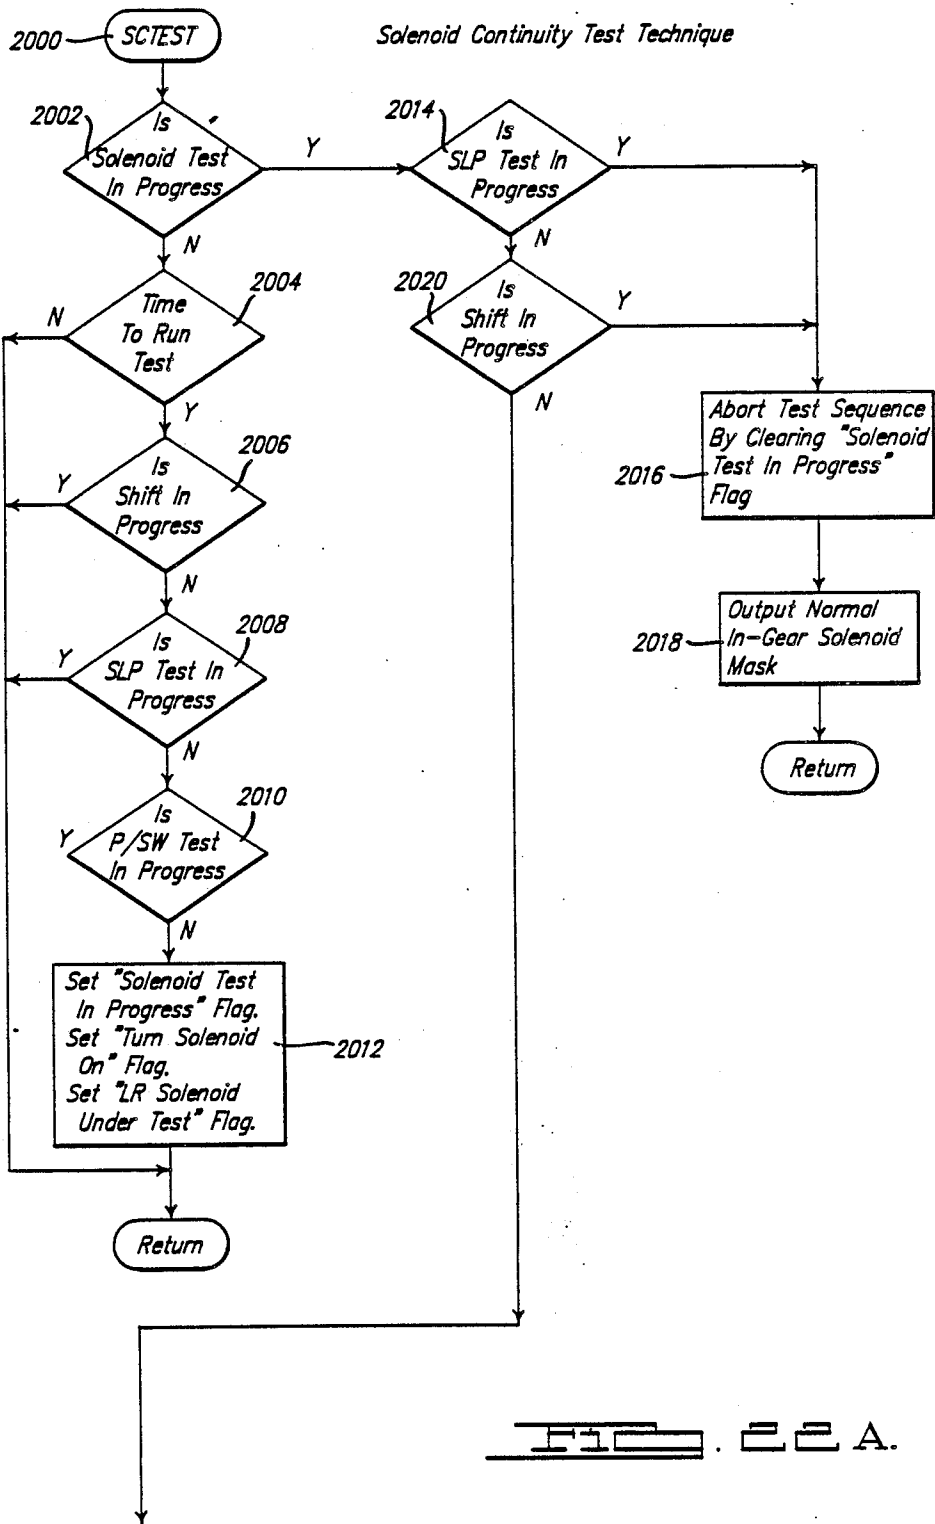 2000
SCTEST
Solenoid Continuity Test Technique
2002
Is
Solenoid Test
In Progress
Y
N
2014
Is
SLP Test In
Progress
Y
N
2004
Time
To Run
Test
N
Y
2020
Is
Shift In
Progress
Y
N
2006
Is
Shift In
Progress
Y
N
Abort Test Sequence
By Clearing "Solenoid
Test In Progress"
Flag
2016
2008
Is
SLP Test In
Progress
Y
N
Output Normal
In-Gear Solenoid
Mask
2018
Return
2010
Is
P/SW Test
In Progress
Y
N
Set "Solenoid Test
In Progress" Flag.
Set "Turn Solenoid
On" Flag.
Set "LR Solenoid
Under Test" Flag.
2012
Return
FIG. 22 A.